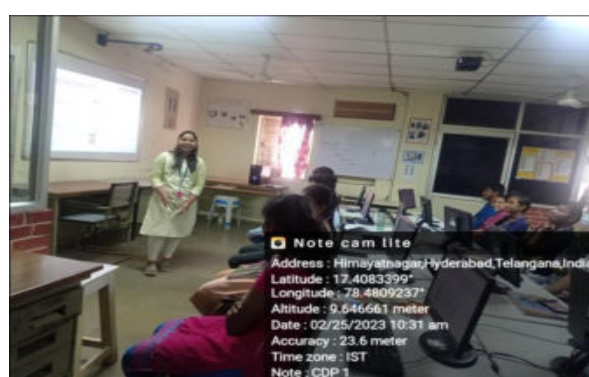 Note cam lite
Address : Himayatnagar,Hyderabad,Telangana,India
Latitude : 17.4083399°
Longitude : 78.4809237°
Altitude : 9.646661 meter
Date : 02/25/2023 10:31 am
Accuracy : 23.6 meter
Time zone : IST
Note : CDP 1